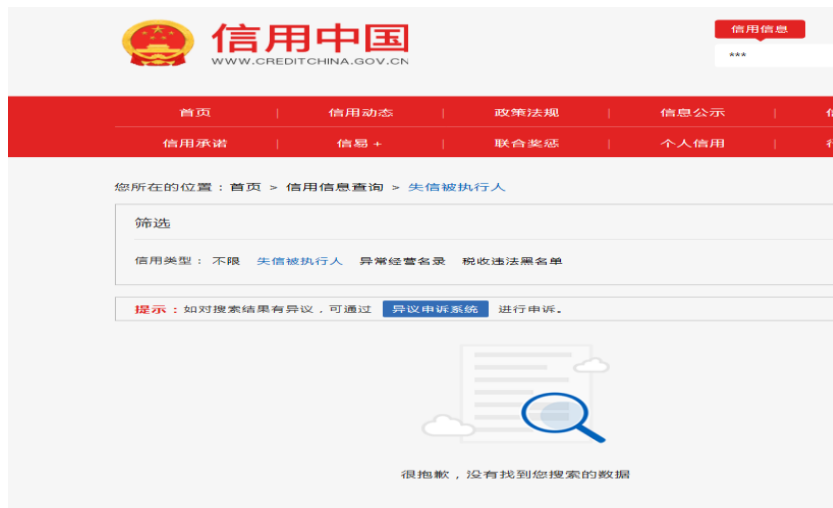 信用中国
WWW.CREDITCHINA.GOV.CN
信用信息
***
首页 | 信用动态 | 政策法规 | 信息公示 |
信用承诺 | 信易+ | 联合奖惩 | 个人信用 |
您所在的位置：首页 > 信用信息查询 > 失信被执行人
筛选
信用类型： 不限 失信被执行人 异常经营名录 税收违法黑名单
提示：如对搜索结果有异议，可通过 异议申诉系统 进行申诉。
很抱歉，没有找到您搜索的数据